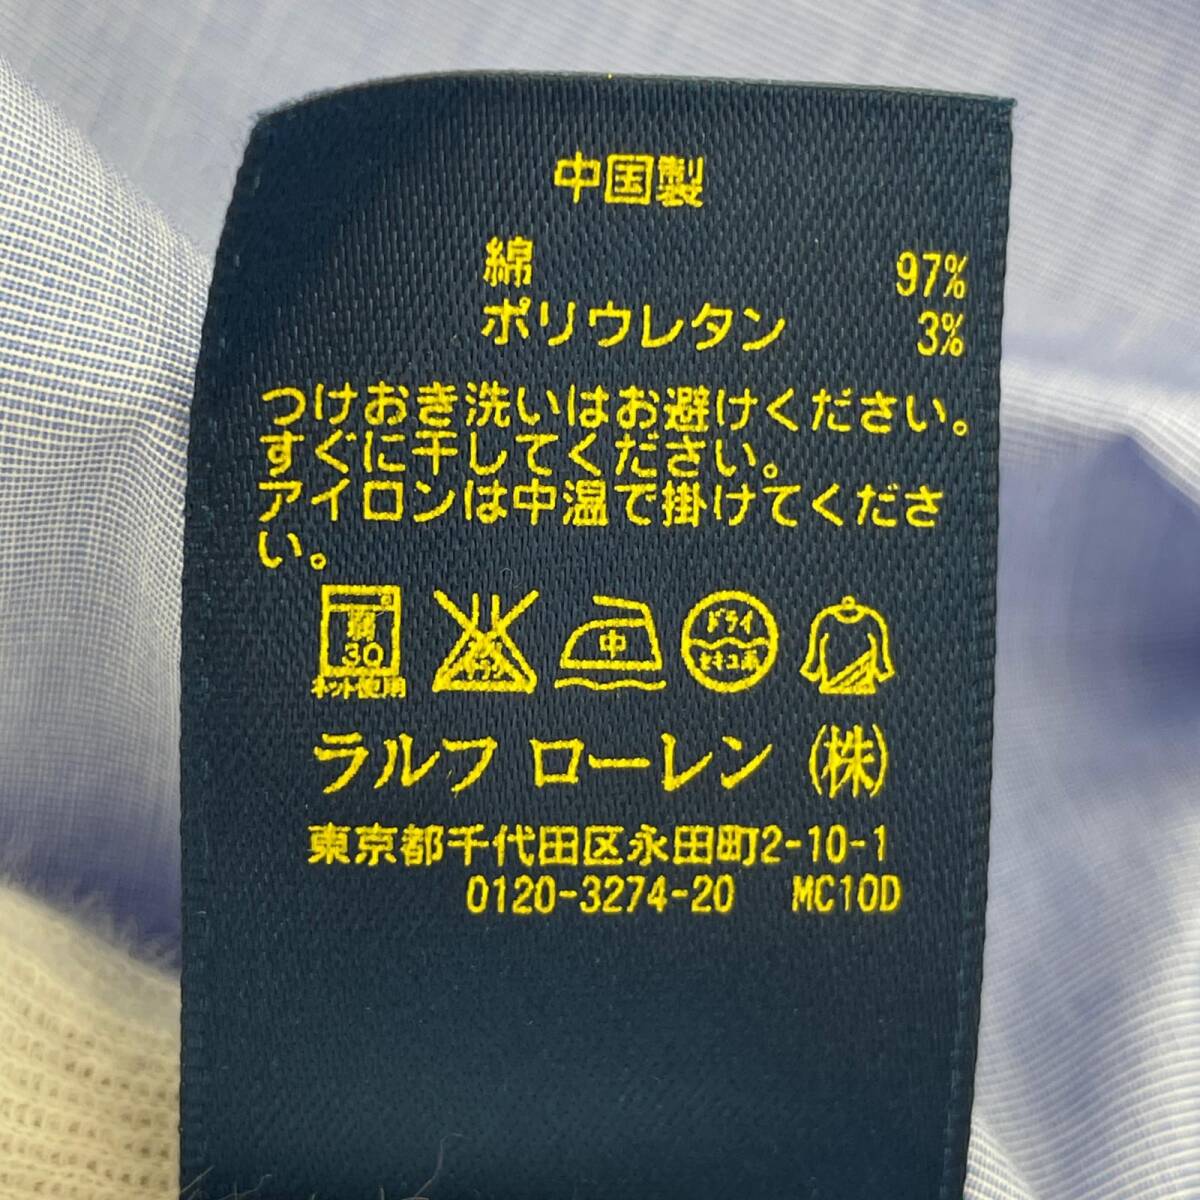 中国製
綿 97%
ポリウレタン 3%
つけおき洗いはお避けください。
すぐに干してください。
アイロンは中温で掛けてくださ
い。
弱 30 中 ドライ セキユ系
ネット使用
ラルフ ローレン (株)
東京都千代田区永田町2-10-1
0120-3274-20 MC10D